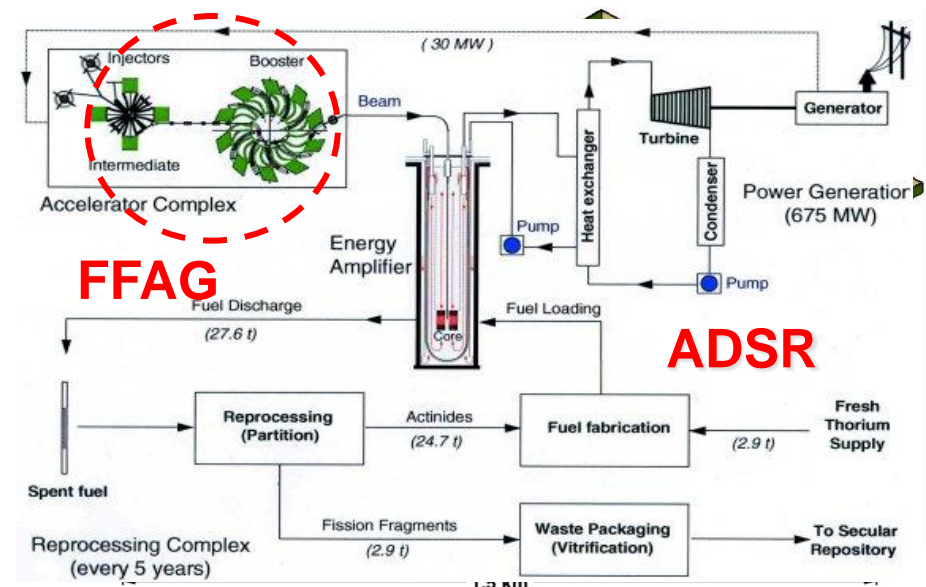 ( 30 MW )
Injectors
Booster
Intermediate
Accelerator Complex
Beam
FFAG
Energy
Amplifier
Core
Pump
Heat exchanger
Turbine
Condenser
Generator
Pump
Power Generation
(675 MW)
ADSR
Fuel Discharge
(27.6 t)
Fuel Loading
Spent fuel
Reprocessing
(Partition)
Actinides
(24.7 t)
Fuel fabrication
(2.9 t)
Fresh
Thorium
Supply
Fission Fragments
(2.9 t)
Waste Packaging
(Vitrification)
To Secular
Repository
Reprocessing Complex
(every 5 years)
1.5 Km